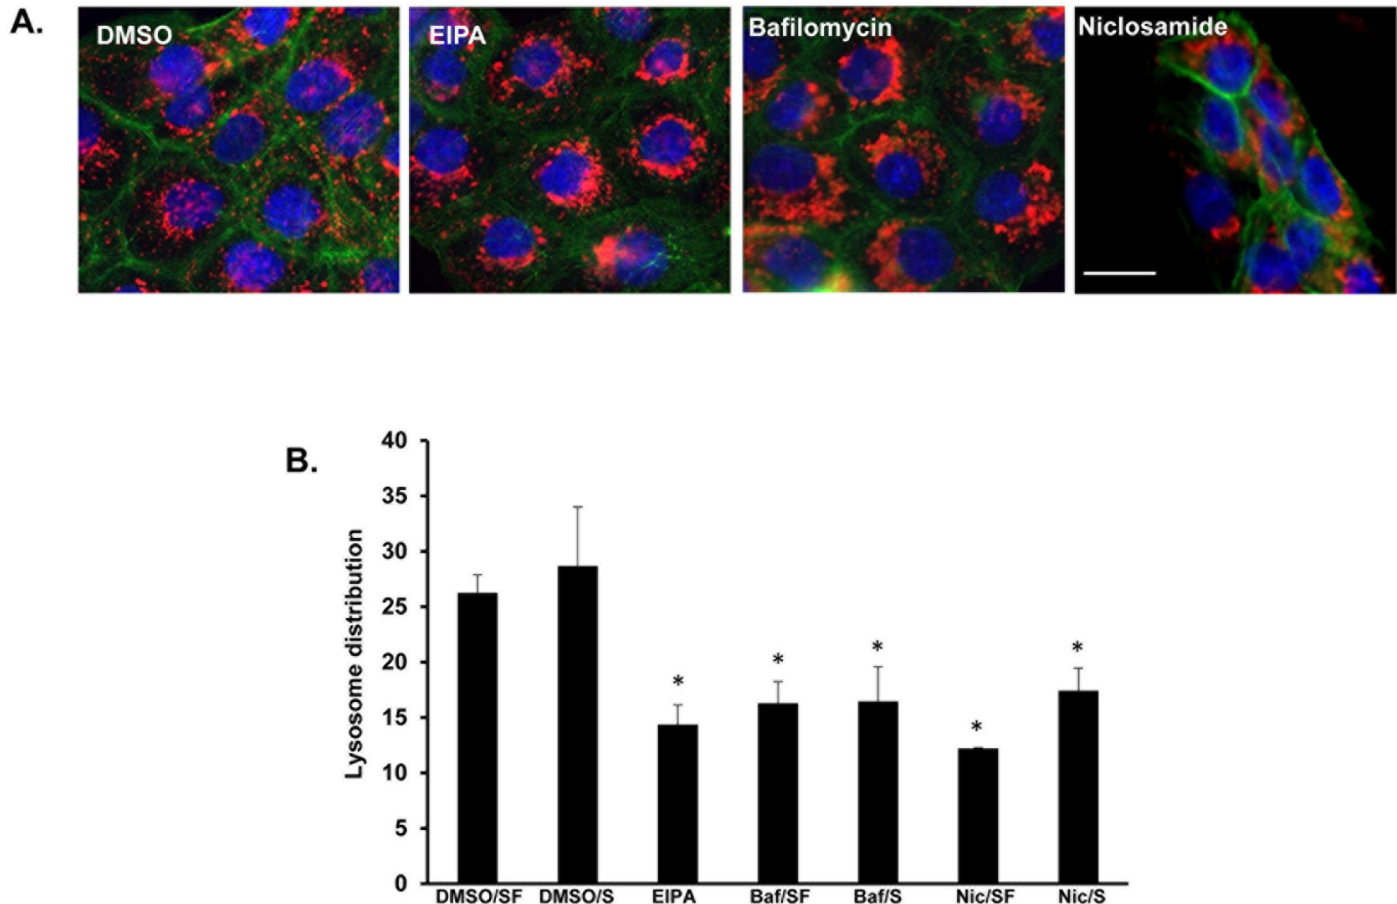 A.
DMSO
EIPA
Bafilomycin
Niclosamide
B.
Lysosome distribution
40
35
30
25
20
15
10
5
0
*
*
*
*
*
DMSO/SF
DMSO/S
EIPA
Baf/SF
Baf/S
Nic/SF
Nic/S